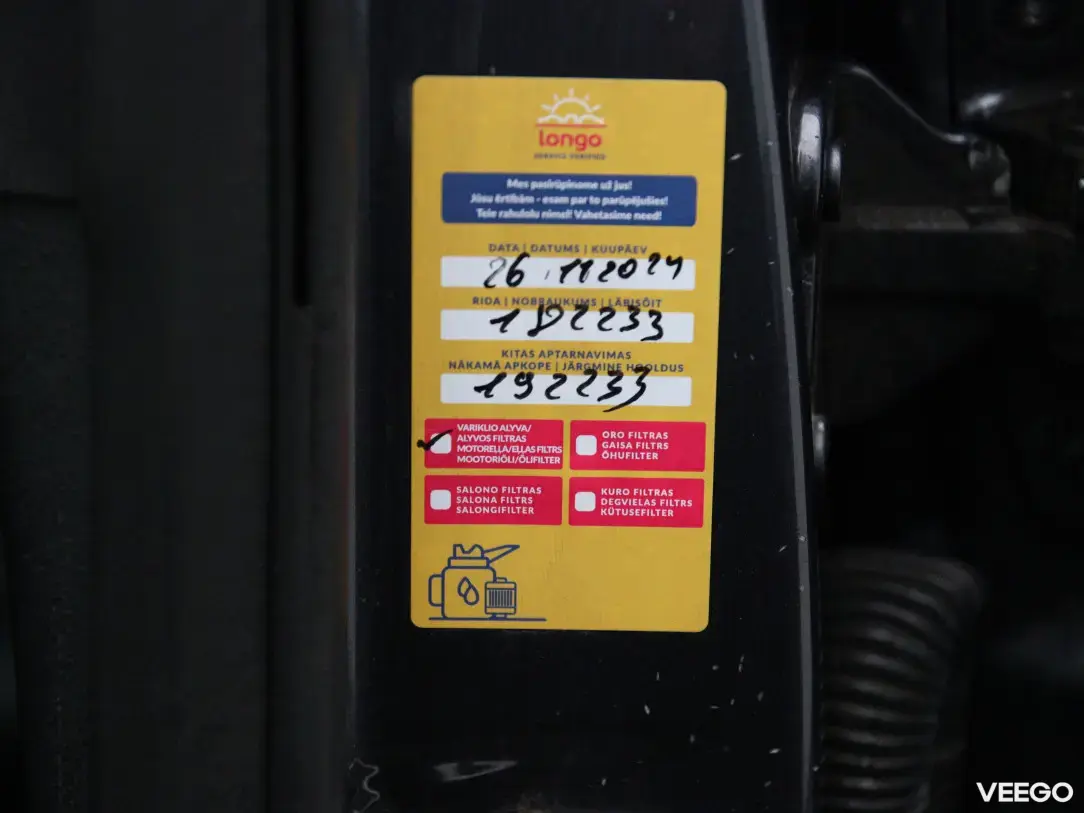 longo
SERVICE VERIFIED
Mes pasirūpinome už jus!
Jūsu ērtībām - esam par to parūpējušies!
Teie rahulolu nimel! Vahetasime need!
DATA | DATUMS | KUUPÄEV
26.11 2024
RIDA | NOBRAUKUMS | LÄBISÕIT
182233
KITAS APTARNAVIMAS
NĀKAMĀ APKOPE | JÄRGMINE HOOLDUS
192233
VARIKLIO ALYVA/
ALYVOS FILTRAS
MOTOREĻĻA/EĻĻAS FILTRS
MOOTORIÕLI/ÕLIFILTER
ORO FILTRAS
GAISA FILTRS
ÕHUFILTER
SALONO FILTRAS
SALONA FILTRS
SALONGIFILTER
KURO FILTRAS
DEGVIELAS FILTRS
KÜTUSEFILTER
VEEGO